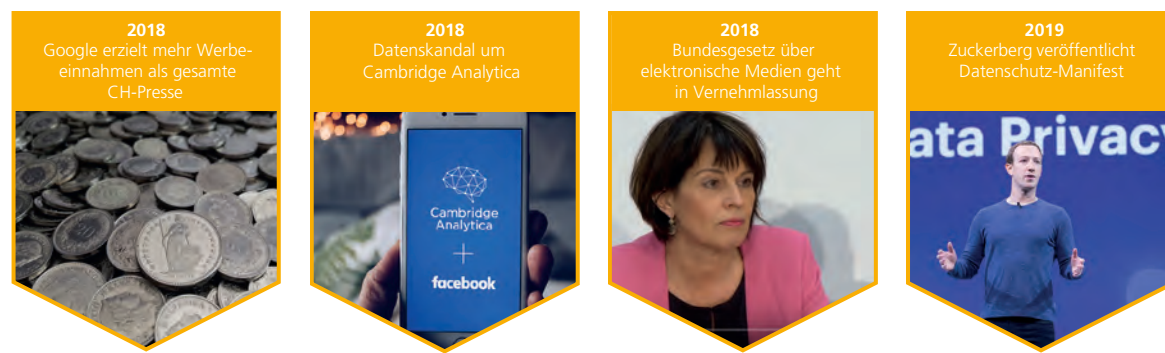 2018
Google erzielt mehr Werbe-
einnahmen als gesamte
CH-Presse
2018
Datenskandal um
Cambridge Analytica
Cambridge
Analytica
+
facebook
2018
Bundesgesetz über
elektronische Medien geht
in Vernehmlassung
2019
Zuckerberg veröffentlicht
Datenschutz-Manifest
ata Privacy